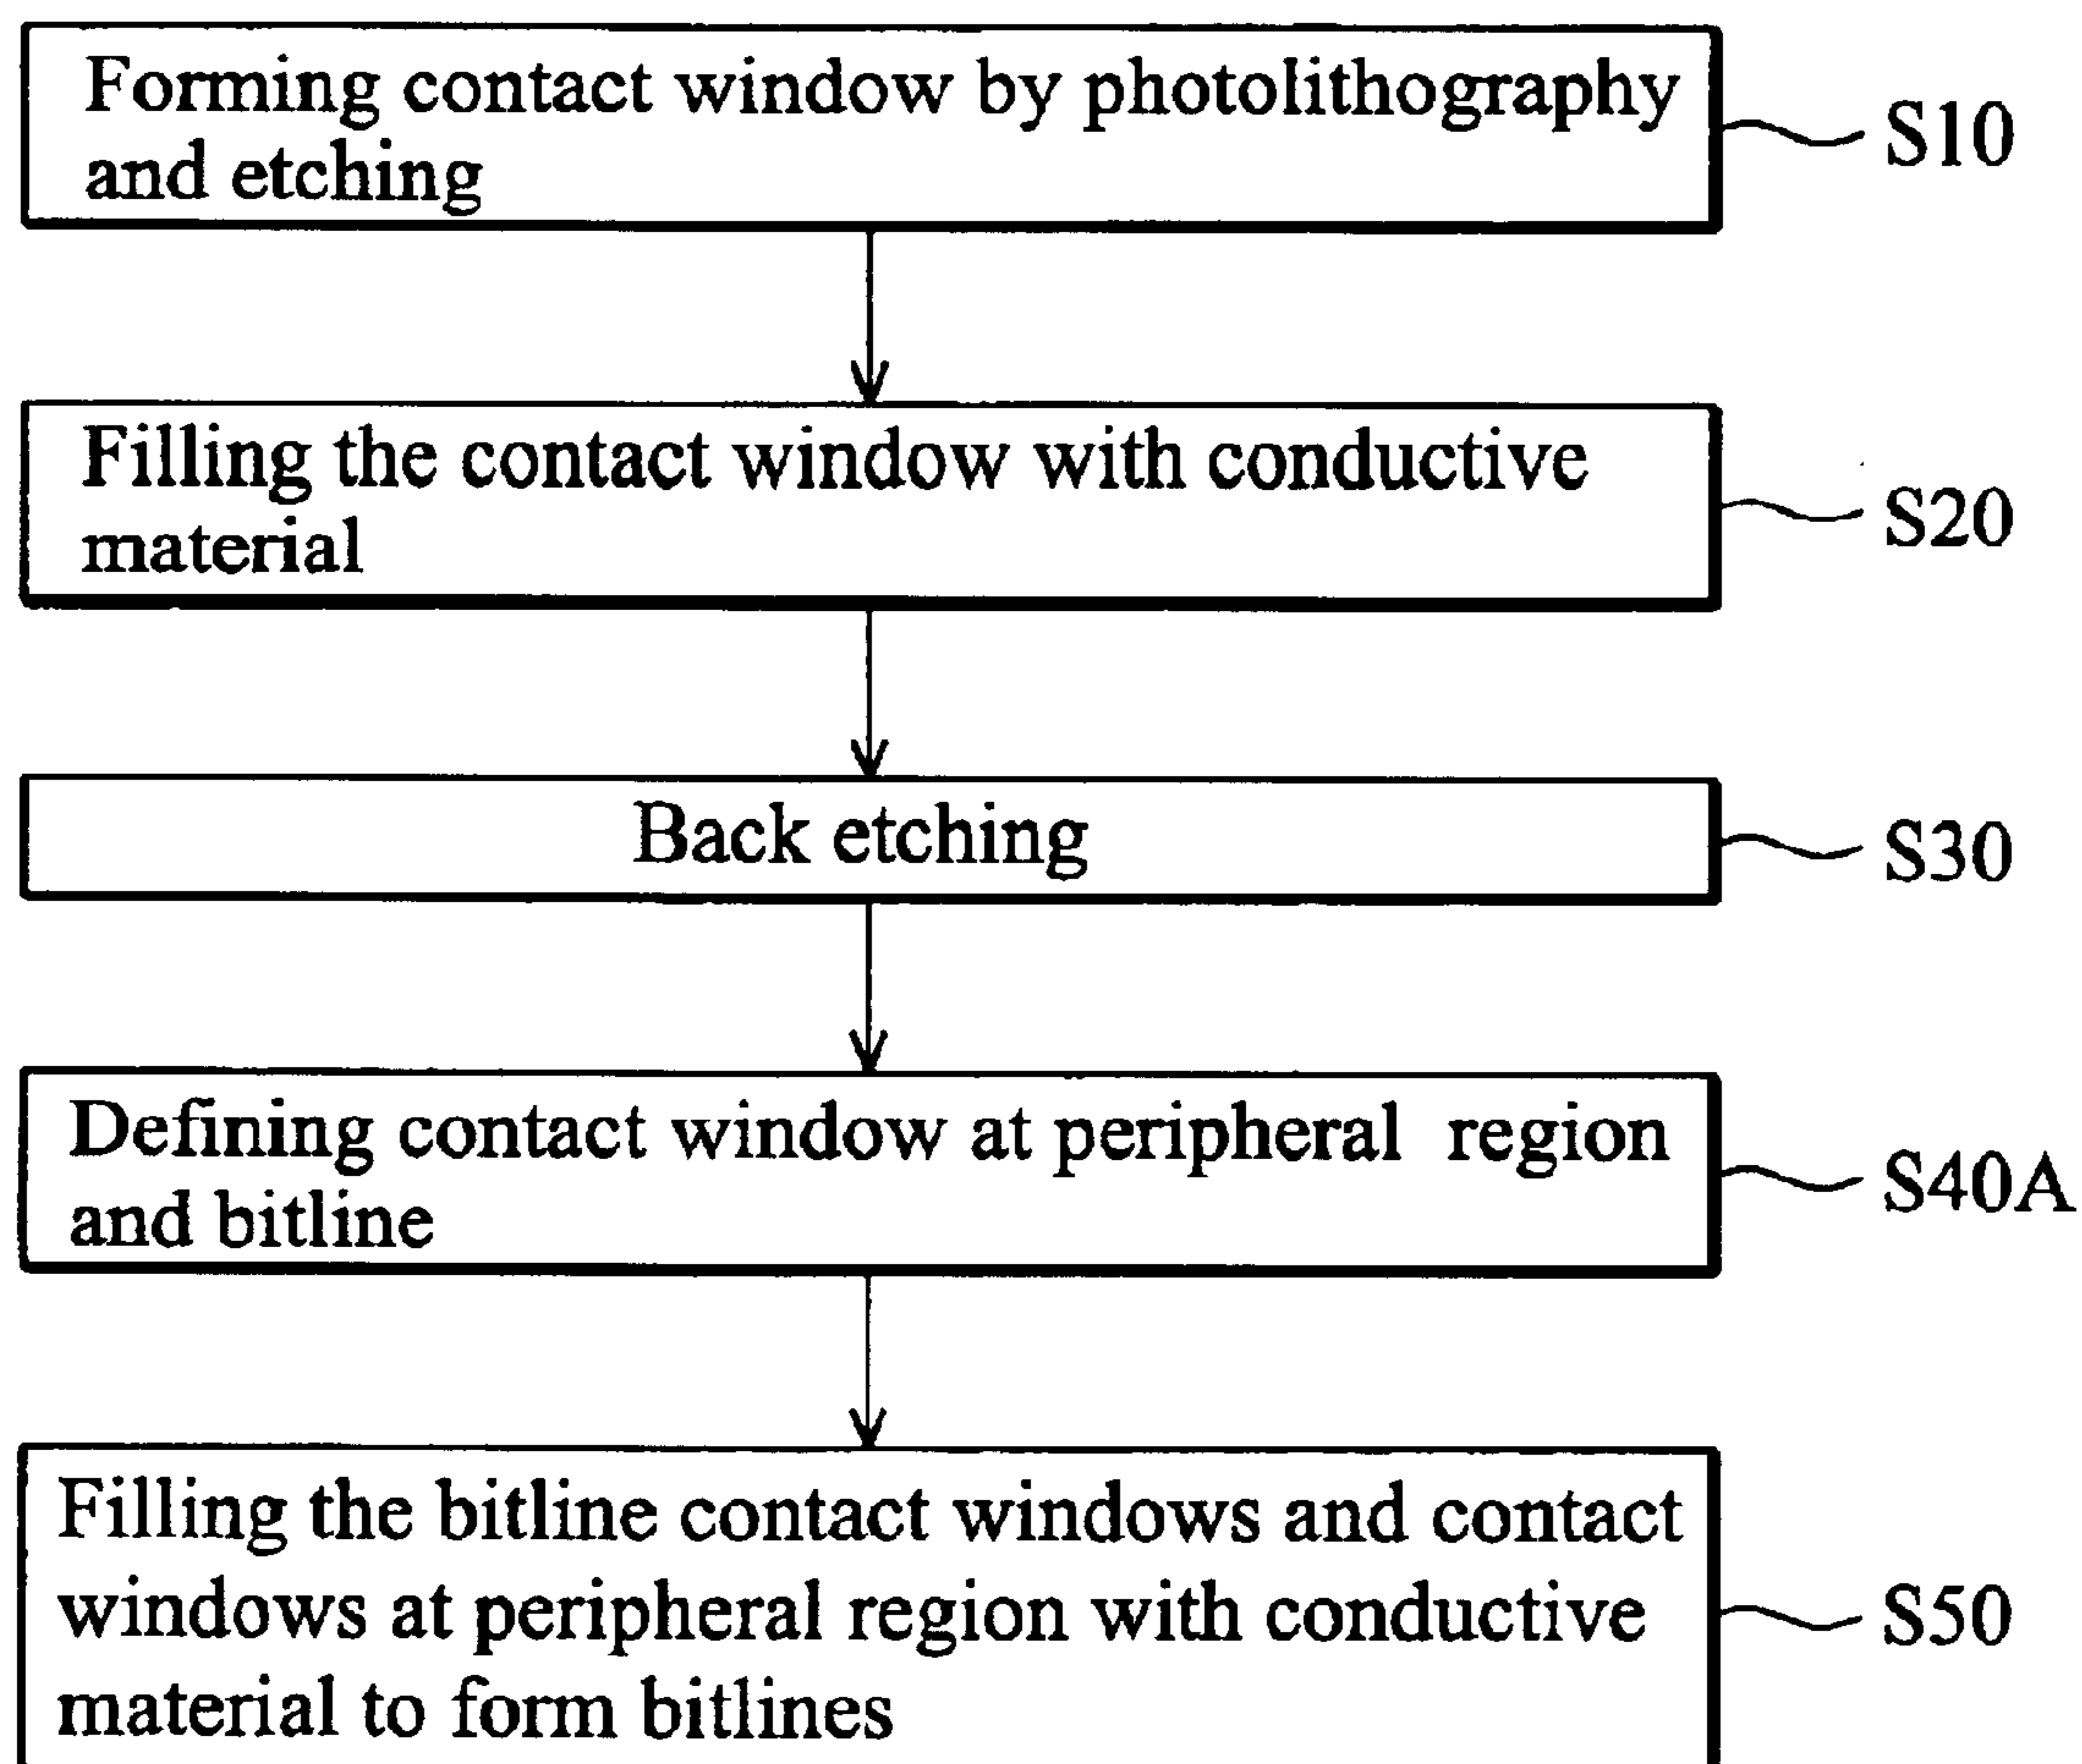 Forming contact window by photolithography
and etching
S10
Filling the contact window with conductive
material
S20
Back etching
S30
Defining contact window at peripheral region
and bitline
S40A
Filling the bitline contact windows and contact
windows at peripheral region with conductive
material to form bitlines
S50